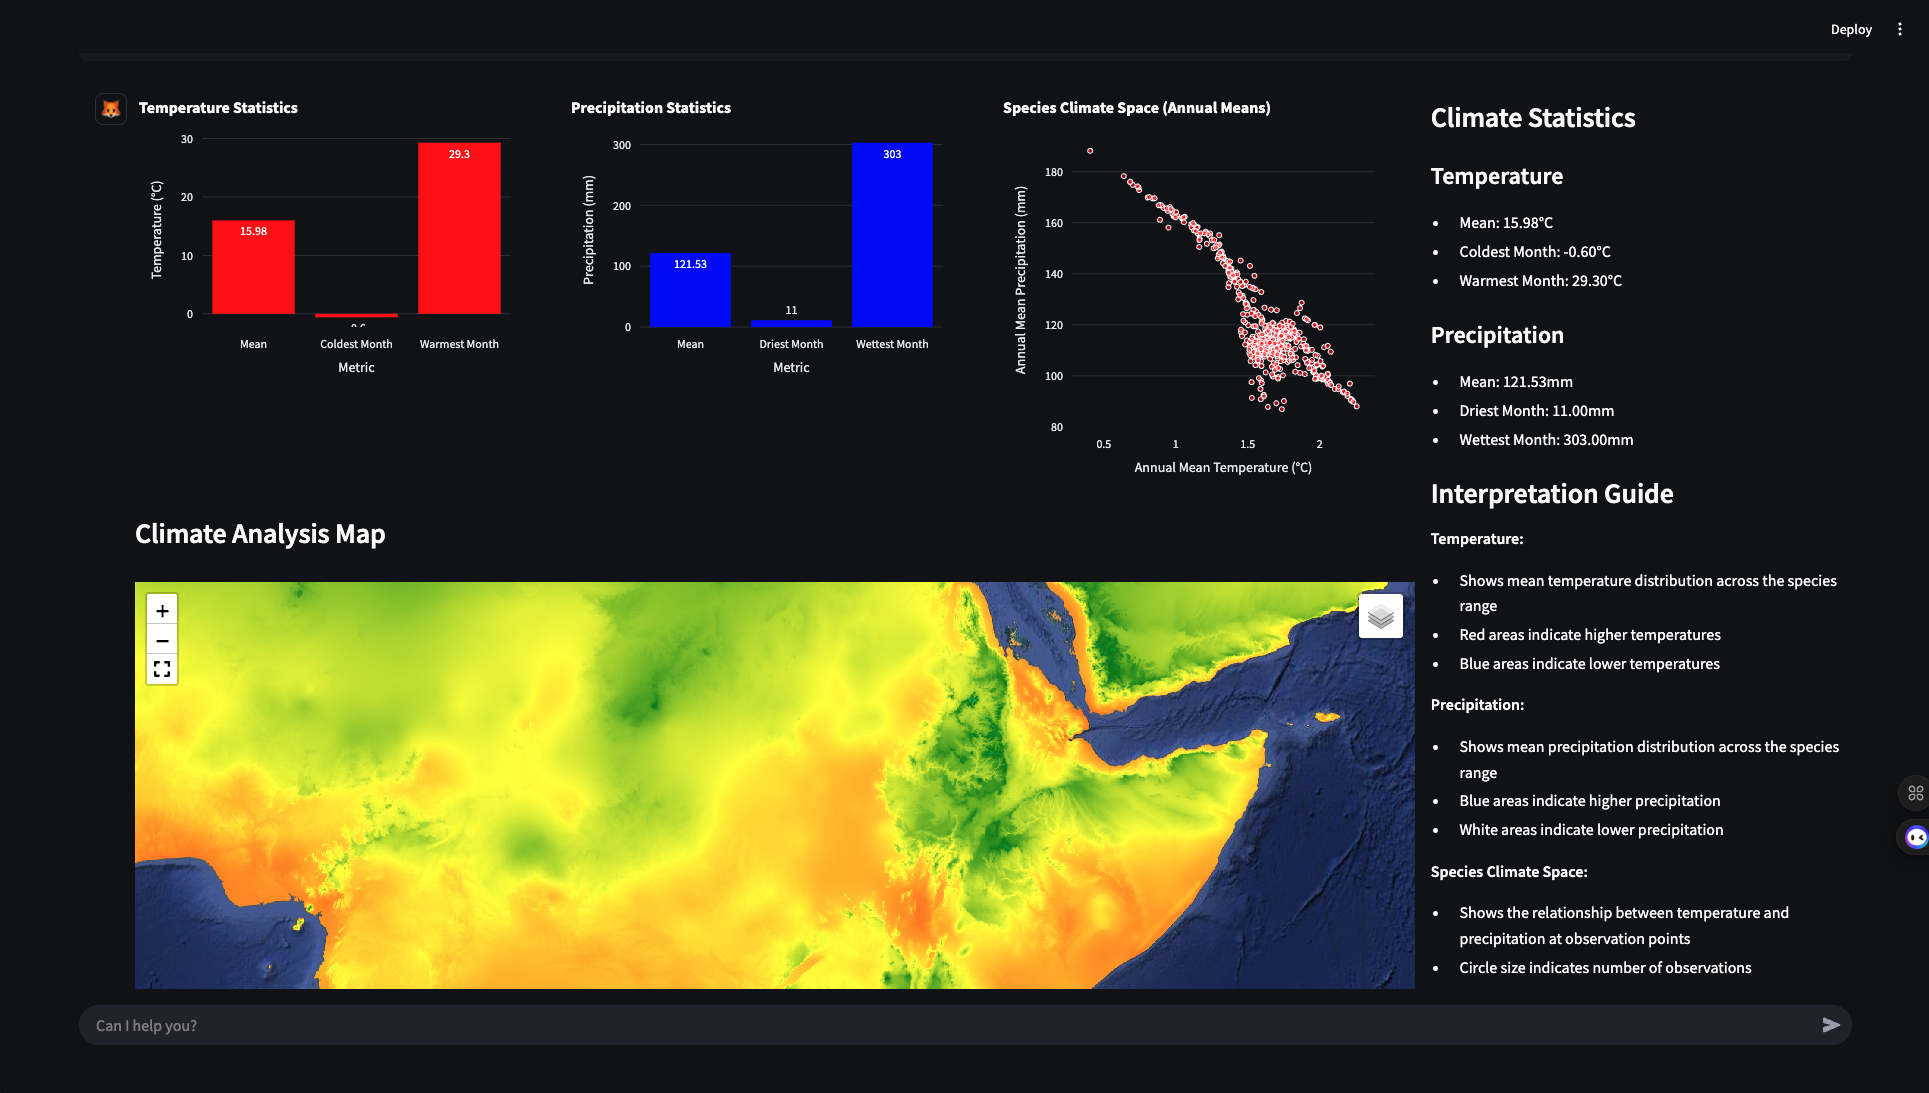 Deploy
Temperature Statistics
30
20
10
0
Temperature (°C)
15.98
29.3
Mean
Coldest Month
Warmest Month
Metric
Precipitation Statistics
300
200
100
0
Precipitation (mm)
121.53
11
303
Mean
Driest Month
Wettest Month
Metric
Species Climate Space (Annual Means)
180
160
140
120
100
80
Annual Mean Precipitation (mm)
0.5
1
1.5
2
Annual Mean Temperature (°C)
Climate Statistics
Temperature
Mean: 15.98°C
Coldest Month: -0.60°C
Warmest Month: 29.30°C
Precipitation
Mean: 121.53mm
Driest Month: 11.00mm
Wettest Month: 303.00mm
Interpretation Guide
Temperature:
Shows mean temperature distribution across the species
range
Red areas indicate higher temperatures
Blue areas indicate lower temperatures
Precipitation:
Shows mean precipitation distribution across the species
range
Blue areas indicate higher precipitation
White areas indicate lower precipitation
Species Climate Space:
Shows the relationship between temperature and
precipitation at observation points
Circle size indicates number of observations
Climate Analysis Map
+
−
Can I help you?